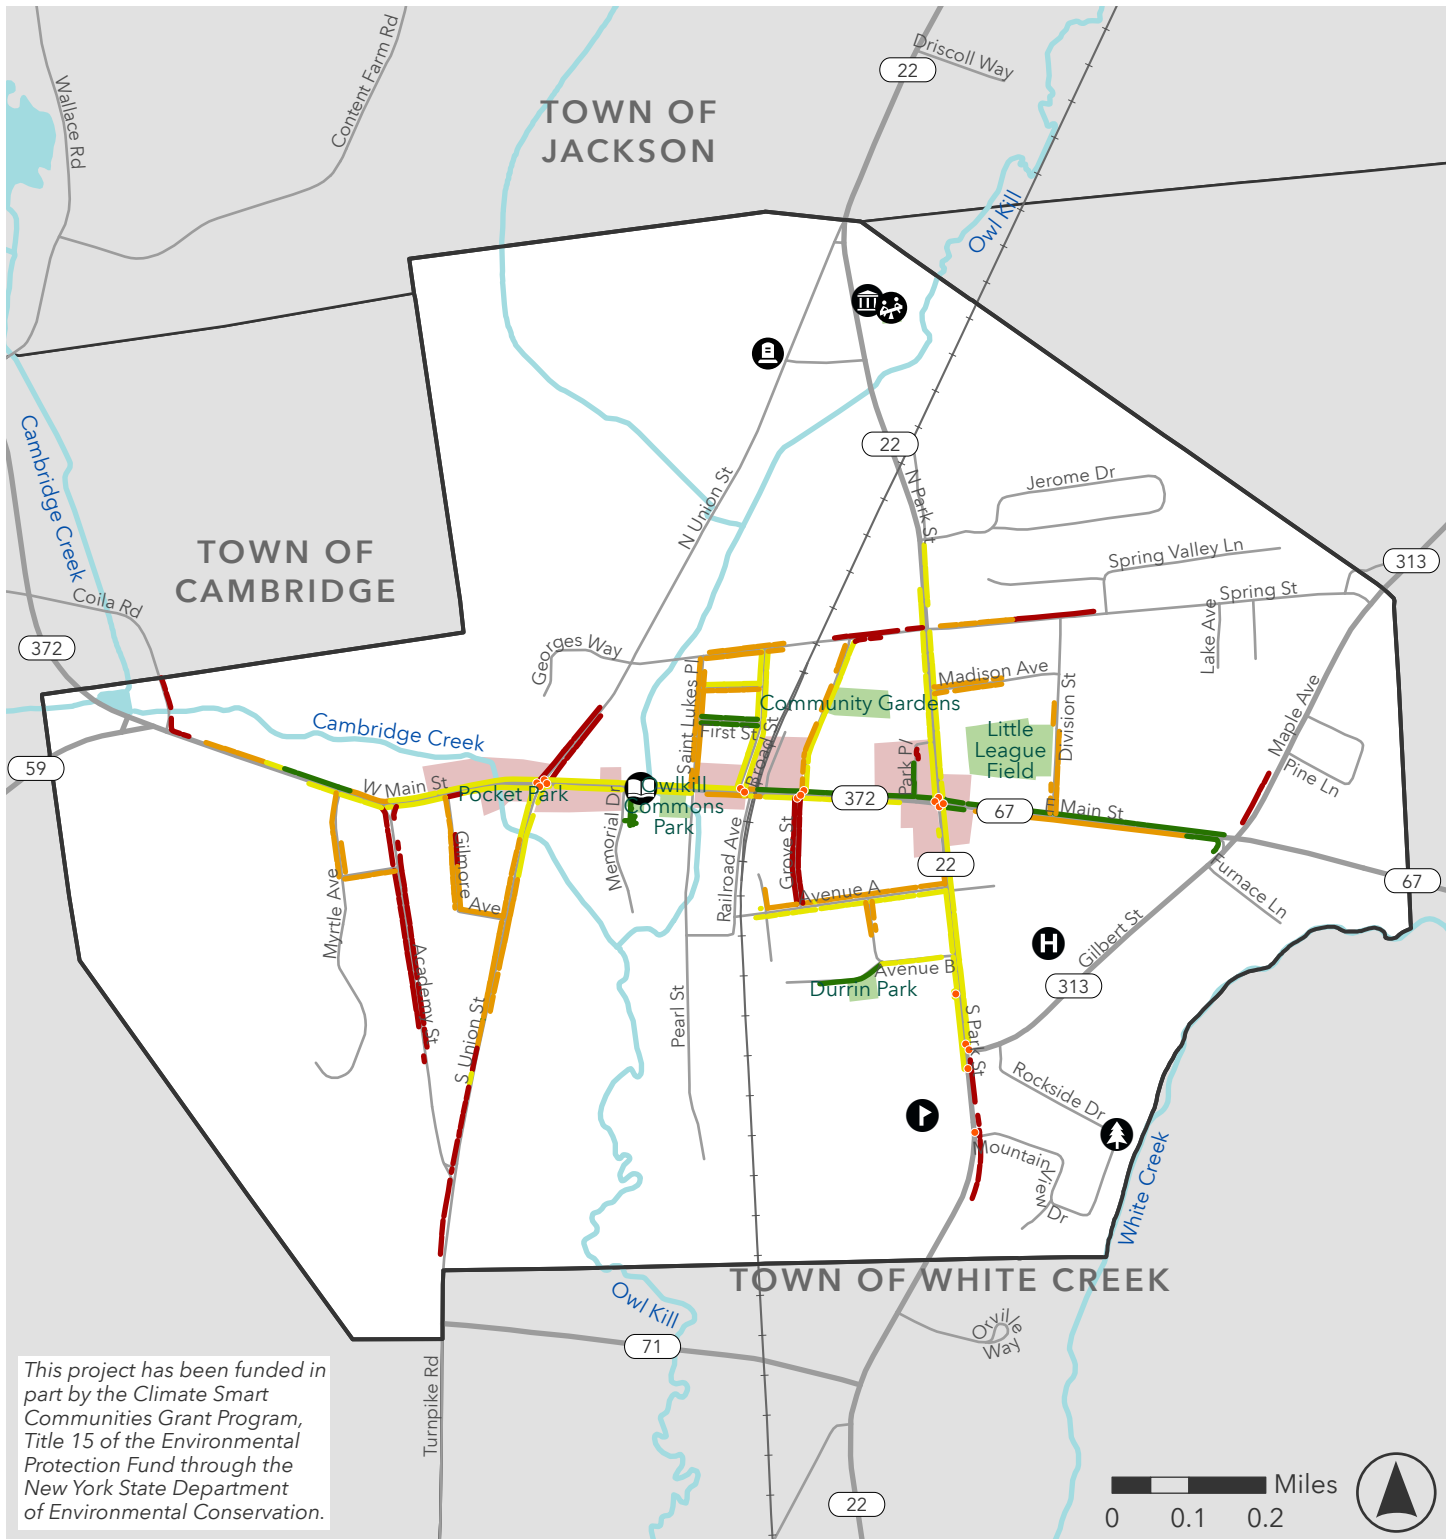 Driscoll Way
22
Content Farm Rd
Wallace Rd
TOWN OF
JACKSON
Owl Kill
Cambridge Creek
22
N Union St
N Park St
Jerome Dr
TOWN OF
CAMBRIDGE
Spring Valley Ln
313
Coila Rd
Spring St
Lake Ave
372
Georges Way
Saint Lukes Pl
Madison Ave
Division St
Maple Ave
Community Gardens
Cambridge Creek
First St
Broad St
Little
League
Field
Park Pl
59
Pine Ln
W Main St
Pocket Park
Owlkill
Commons
Park
372
67
E Main St
Memorial Dr
Grove St
Railroad Ave
22
Gilmore
Ave
Avenue A
Furnace Ln
67
Myrtle Ave
Academy St
Gilbert St
H
Avenue B
Durrin Park
313
S Union St
Pearl St
S Park St
Rockside Dr
Mountain
View
Dr
White Creek
TOWN OF WHITE CREEK
Owl Kill
Orville
Way
71
Turnpike Rd
This project has been funded in
part by the Climate Smart
Communities Grant Program,
Title 15 of the Environmental
Protection Fund through the
New York State Department
of Environmental Conservation.
22
Miles
0 0.1 0.2